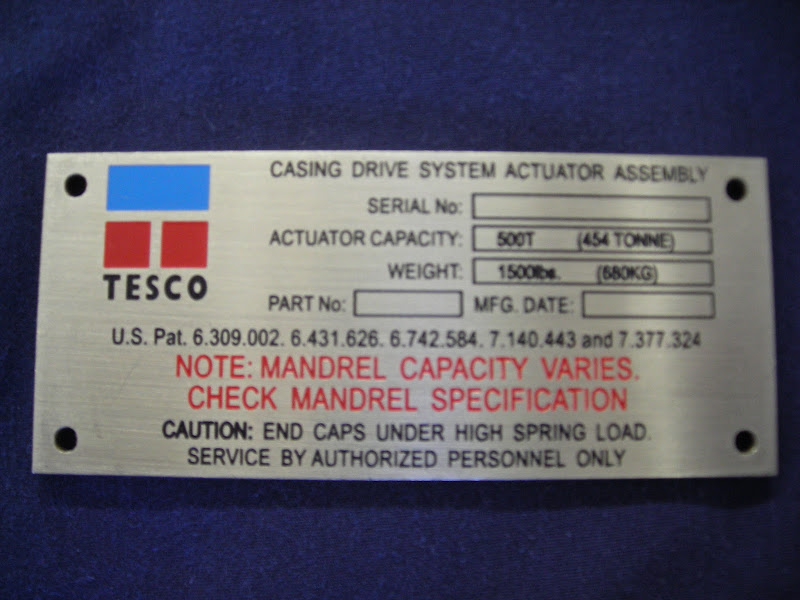 CASING DRIVE SYSTEM ACTUATOR ASSEMBLY
SERIAL No:
ACTUATOR CAPACITY: 500T (454 TONNE)
WEIGHT: 1500lbs. (680KG)
TESCO
PART No: MFG. DATE:
U.S. Pat. 6.309.002. 6.431.626. 6.742.584. 7.140.443 and 7.377.324
NOTE: MANDREL CAPACITY VARIES.
CHECK MANDREL SPECIFICATION
CAUTION: END CAPS UNDER HIGH SPRING LOAD.
SERVICE BY AUTHORIZED PERSONNEL ONLY